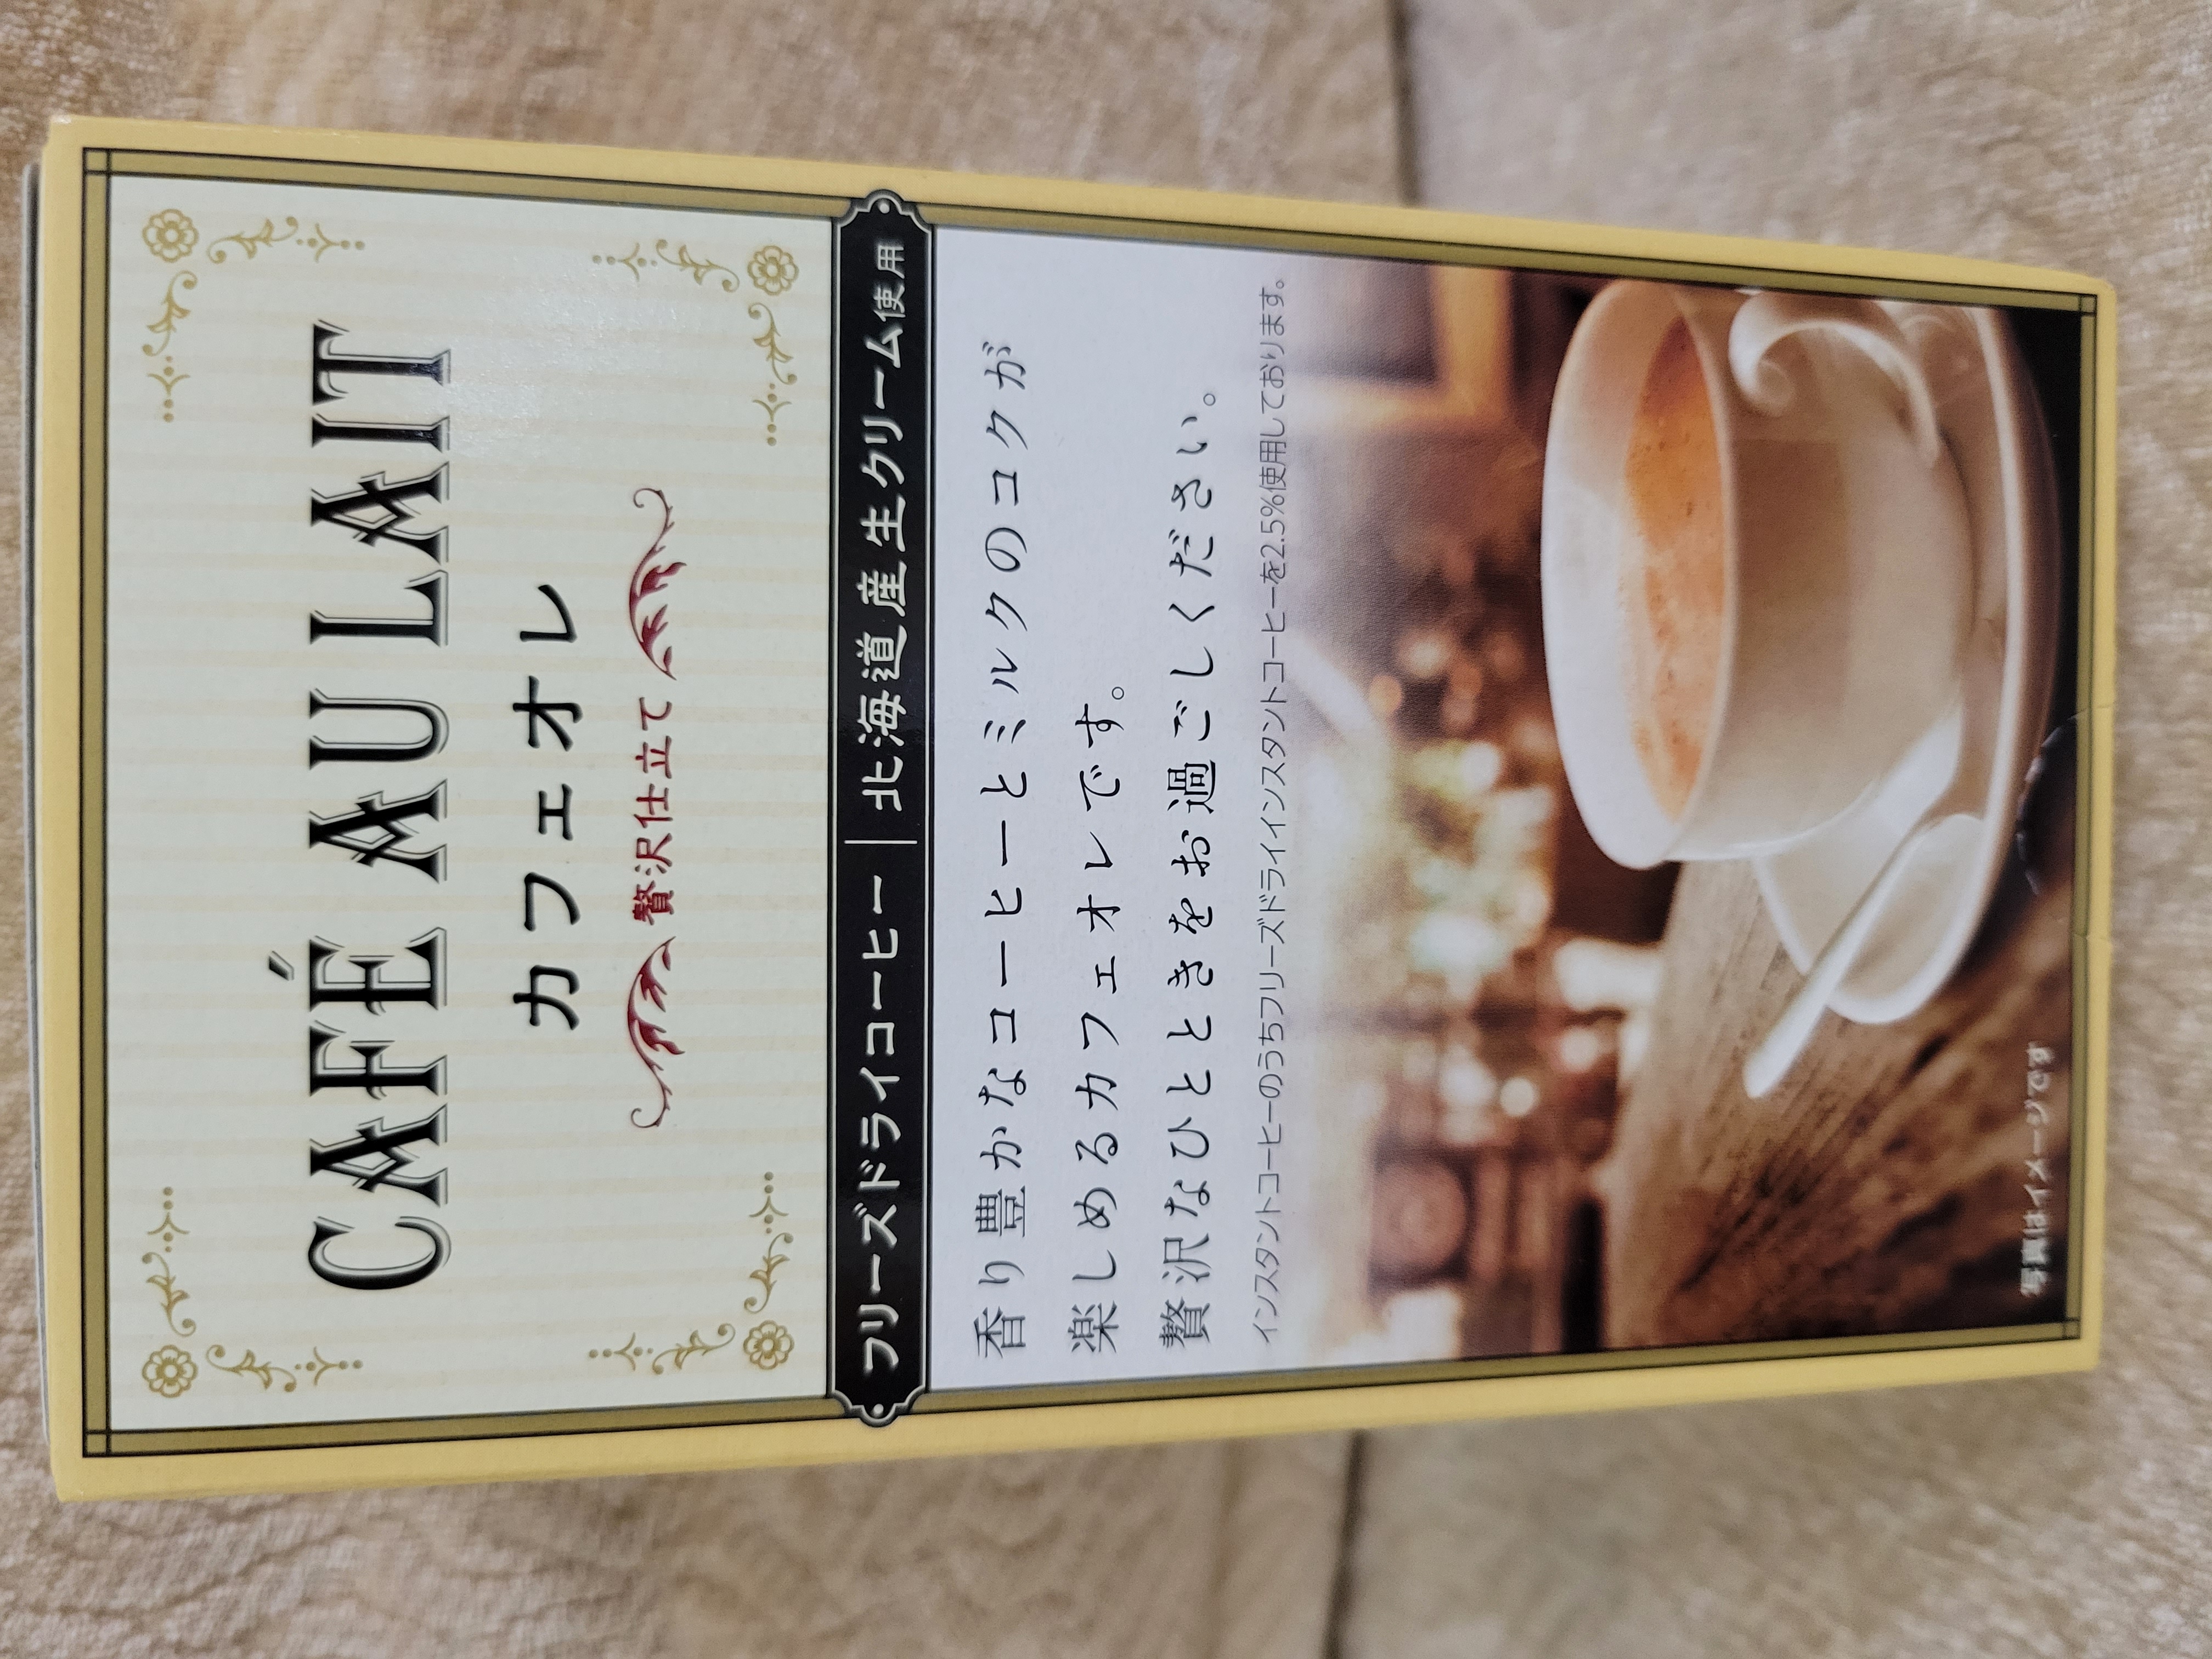 CAFÉ AU LAIT
カフェオレ
贅沢仕立て
フリーズドライコーヒー｜北海道産生クリーム使用
香り豊かなコーヒーとミルクのコクが
楽しめるカフェオレです。
贅沢なひとときをお過ごしください。
インスタントコーヒーのうちフリーズドライインスタントコーヒーを2.5%使用しております。
写真はイメージです